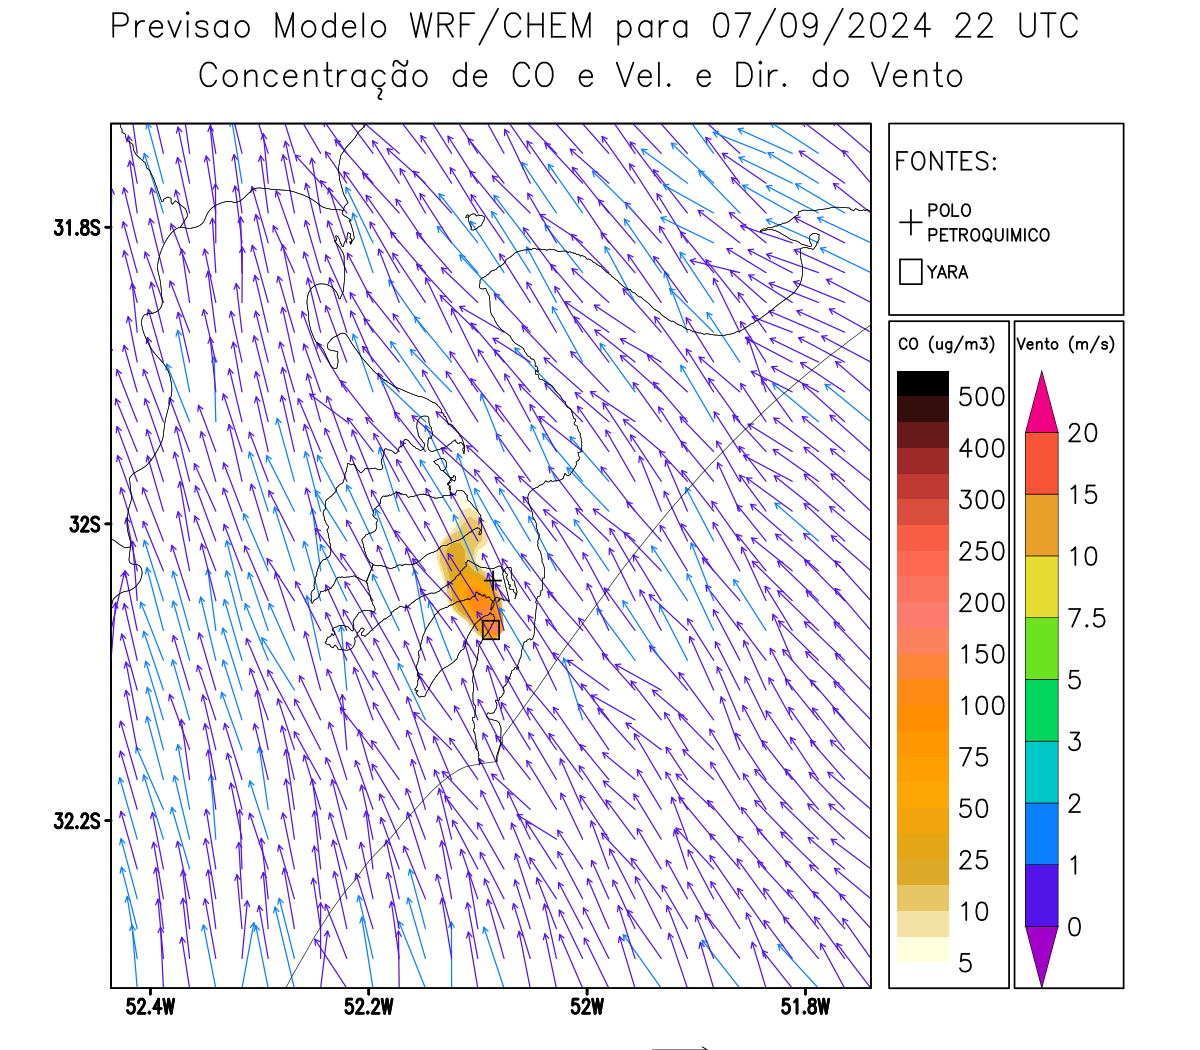 Previsao Modelo WRF/CHEM para 07/09/2024 22 UTC
Concentração de CO e Vel. e Dir. do Vento
FONTES:
POLO
PETROQUIMICO
YARA
CO (ug/m3)
500
400
300
250
200
150
100
75
50
25
10
5
Vento (m/s)
20
15
10
7.5
5
3
2
1
0
31.8S
32S
32.2S
52.4W
52.2W
52W
51.8W